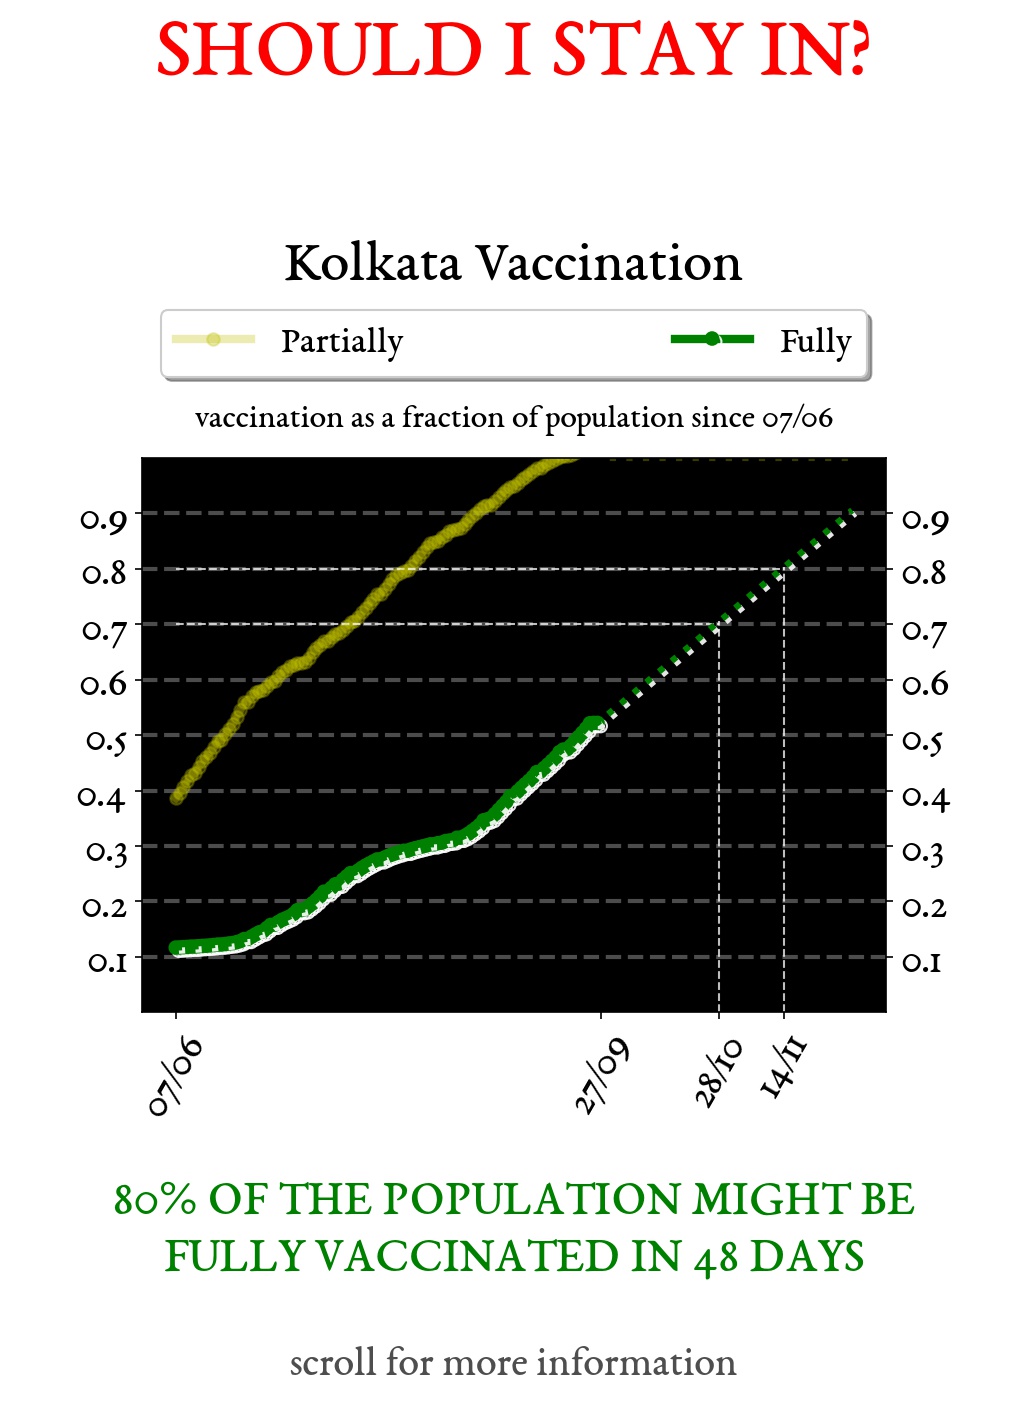 SHOULD I STAY IN?
Kolkata Vaccination
Partially
Fully
vaccination as a fraction of population since 07/06
0.9 0.9
0.8 0.8
0.7 0.7
0.6 0.6
0.5 0.5
0.4 0.4
0.3 0.3
0.2 0.2
0.1 0.1
07/06 27/09 28/10 14/11
80% OF THE POPULATION MIGHT BE
FULLY VACCINATED IN 48 DAYS
scroll for more information